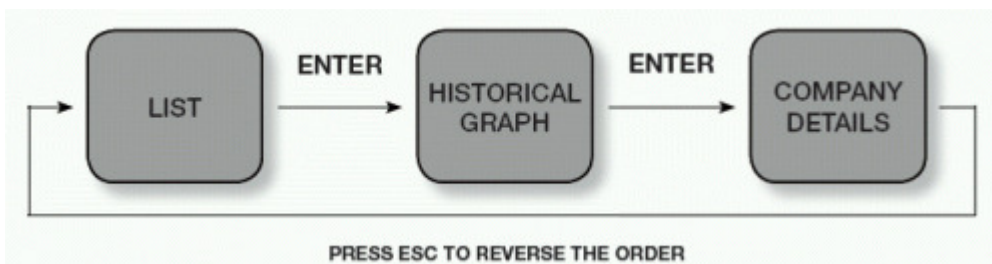 ENTER
ENTER
LIST
HISTORICAL
GRAPH
COMPANY
DETAILS
PRESS ESC TO REVERSE THE ORDER